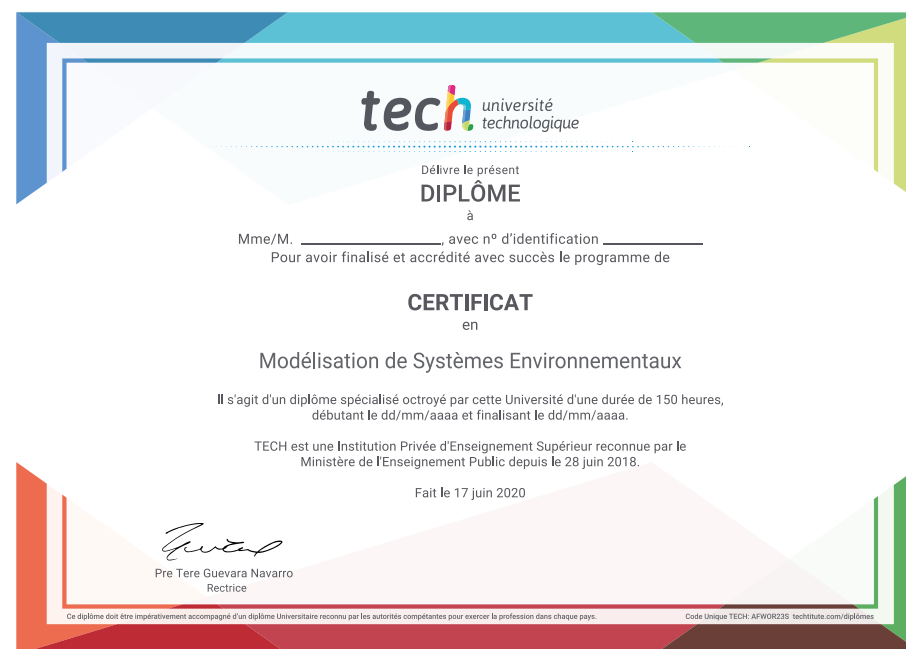 tech université
technologique
Délivre le présent
DIPLÔME
à
Mme/M. ____________________, avec nº d'identification ______________
Pour avoir finalisé et accrédité avec succès le programme de
CERTIFICAT
en
Modélisation de Systèmes Environnementaux
Il s'agit d'un diplôme spécialisé octroyé par cette Université d'une durée de 150 heures,
débutant le dd/mm/aaaa et finalisant le dd/mm/aaaa.
TECH est une Institution Privée d'Enseignement Supérieur reconnue par le
Ministère de l'Enseignement Public depuis le 28 juin 2018.
Fait le 17 juin 2020
Pre Tere Guevara Navarro
Rectrice
Ce diplôme doit être impérativement accompagné d'un diplôme Universitaire reconnu par les autorités compétantes pour exercer la profession dans chaque pays.
Code Unique TECH: AFWOR23S techtitute.com/diplômes